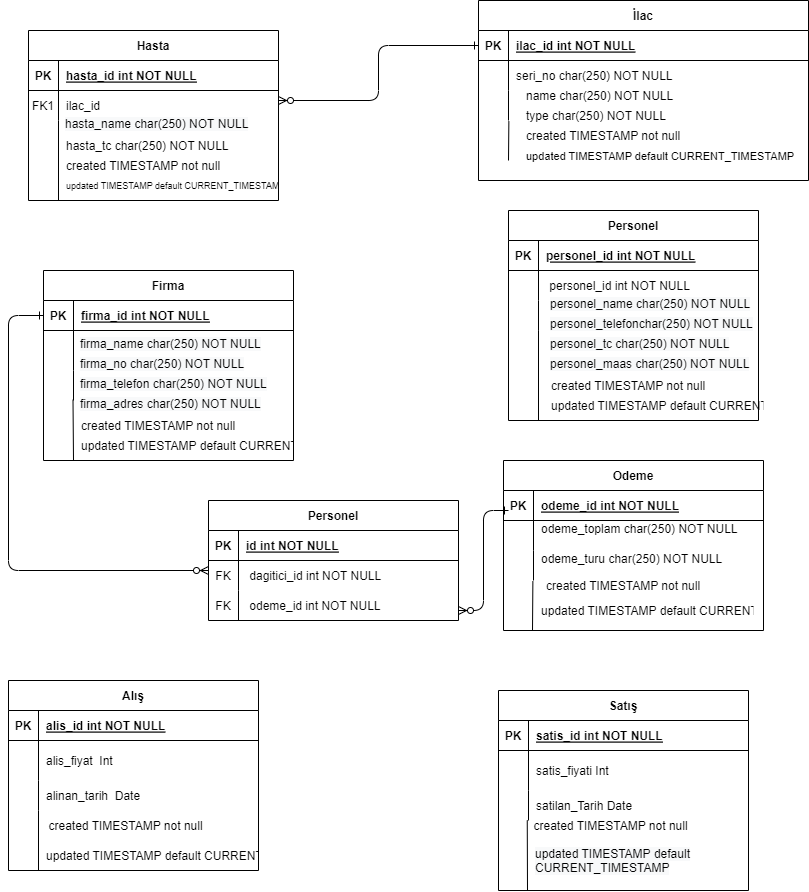 İlac
PK ilac_id int NOT NULL
seri_no char(250) NOT NULL
name char(250) NOT NULL
type char(250) NOT NULL
created TIMESTAMP not null
updated TIMESTAMP default CURRENT_TIMESTAMP
Hasta
PK hasta_id int NOT NULL
FK1 ilac_id
hasta_name char(250) NOT NULL
hasta_tc char(250) NOT NULL
created TIMESTAMP not null
updated TIMESTAMP default CURRENT_TIMESTAM
Personel
PK personel_id int NOT NULL
personel_id int NOT NULL
personel_name char(250) NOT NULL
personel_telefonchar(250) NOT NULL
personel_tc char(250) NOT NULL
personel_maas char(250) NOT NULL
created TIMESTAMP not null
updated TIMESTAMP default CURRENT
Firma
PK firma_id int NOT NULL
firma_name char(250) NOT NULL
firma_no char(250) NOT NULL
firma_telefon char(250) NOT NULL
firma_adres char(250) NOT NULL
created TIMESTAMP not null
updated TIMESTAMP default CURRENT
Odeme
PK odeme_id int NOT NULL
odeme_toplam char(250) NOT NULL
odeme_turu char(250) NOT NULL
created TIMESTAMP not null
updated TIMESTAMP default CURRENT
Personel
PK id int NOT NULL
FK dagitici_id int NOT NULL
FK odeme_id int NOT NULL
Alış
PK alis_id int NOT NULL
alis_fiyat Int
alinan_tarih Date
created TIMESTAMP not null
updated TIMESTAMP default CURRENT
Satış
PK satis_id int NOT NULL
satis_fiyati Int
satilan_Tarih Date
created TIMESTAMP not null
updated TIMESTAMP default
CURRENT_TIMESTAMP